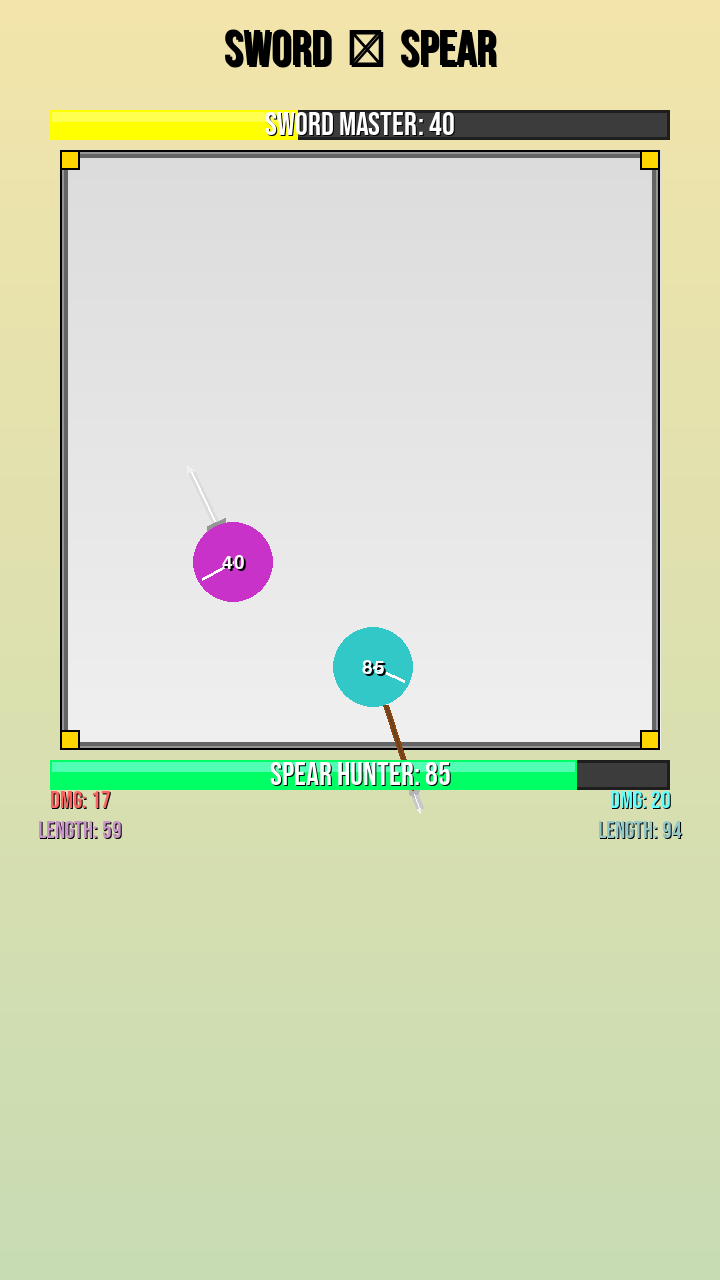 SWORD ⚔ SPEAR
SWORD MASTER: 40
40
85
SPEAR HUNTER: 85
DMG: 17
DMG: 20
LENGTH: 59
LENGTH: 94